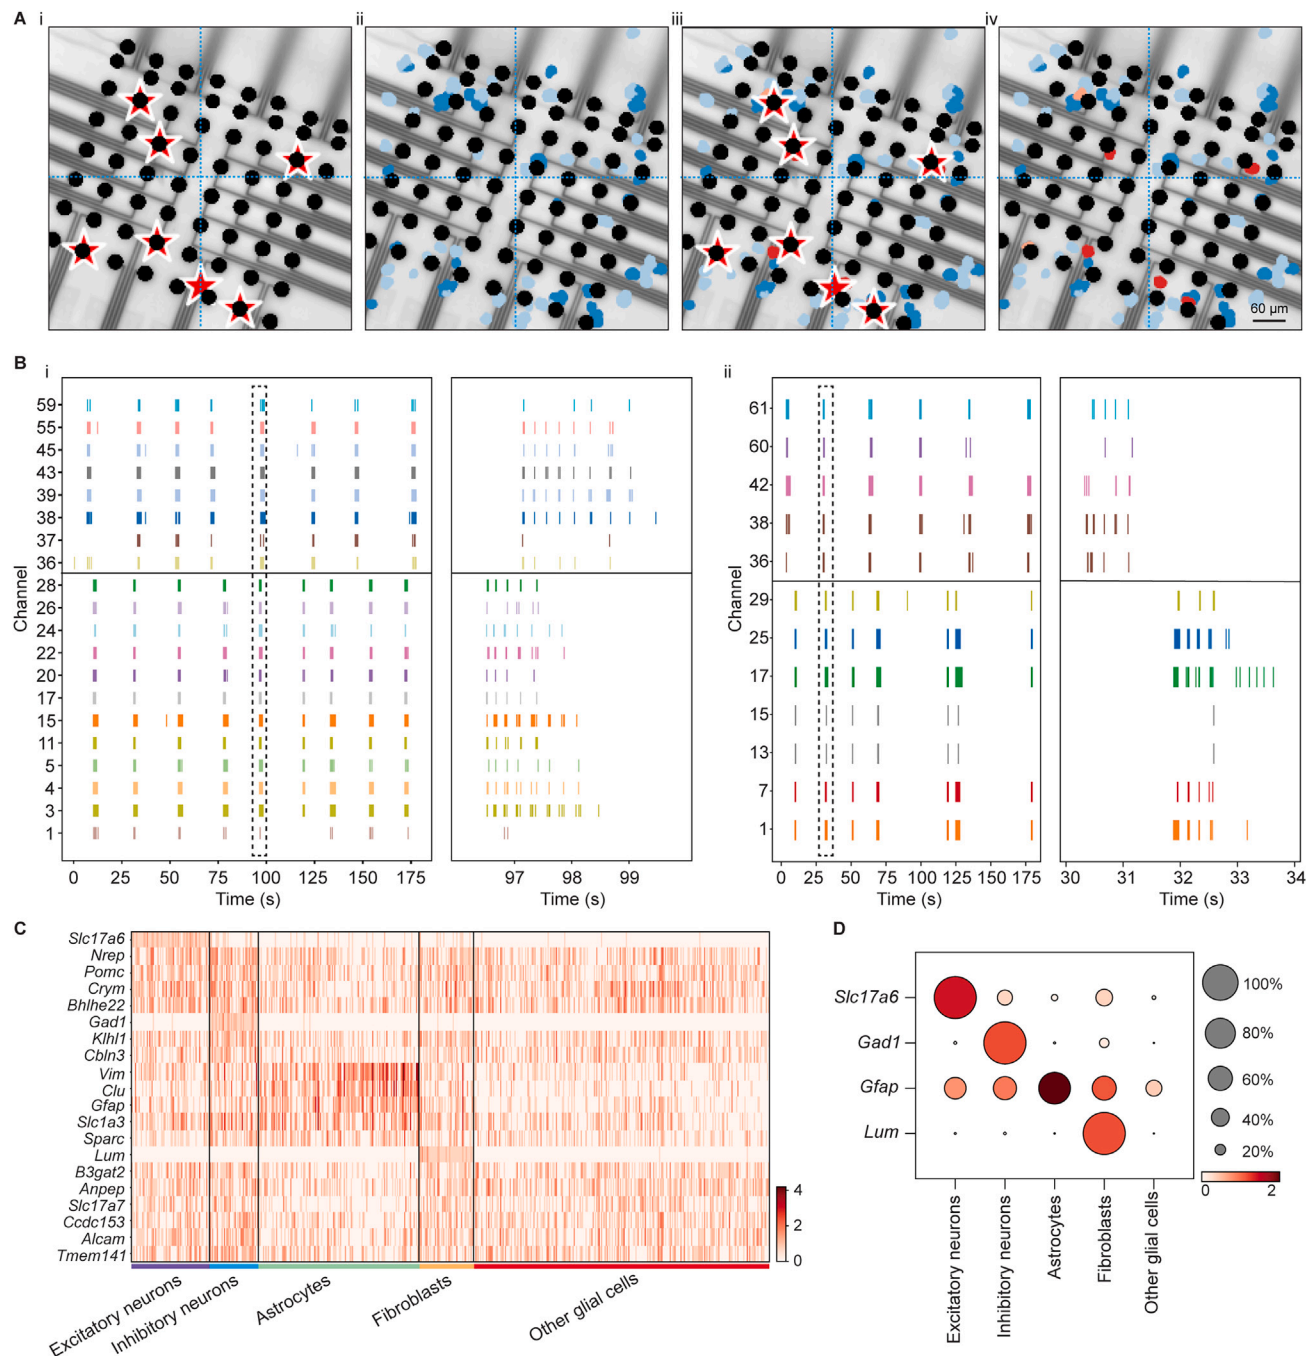 A
i
ii
iii
iv
60 μm
B
i
59
55
45
43
39
38
37
36
28
26
24
22
20
17
15
11
5
4
3
1
Channel
0 25 50 75 100 125 150 175
Time (s)
97 98 99
Time (s)
ii
61
60
42
38
36
29
25
17
15
13
7
1
Channel
0 25 50 75 100 125 150 175
Time (s)
30 31 32 33 34
Time (s)
C
Slc17a6
Nrep
Pomc
Crym
Bhlhe22
Gad1
Klhl1
Cbln3
Vim
Clu
Gfap
Slc1a3
Sparc
Lum
B3gat2
Anpep
Slc17a7
Ccdc153
Alcam
Tmem141
4
2
0
Excitatory neurons
Inhibitory neurons
Astrocytes
Fibroblasts
Other glial cells
D
Slc17a6
Gad1
Gfap
Lum
100%
80%
60%
40%
20%
0 2
Excitatory neurons
Inhibitory neurons
Astrocytes
Fibroblasts
Other glial cells